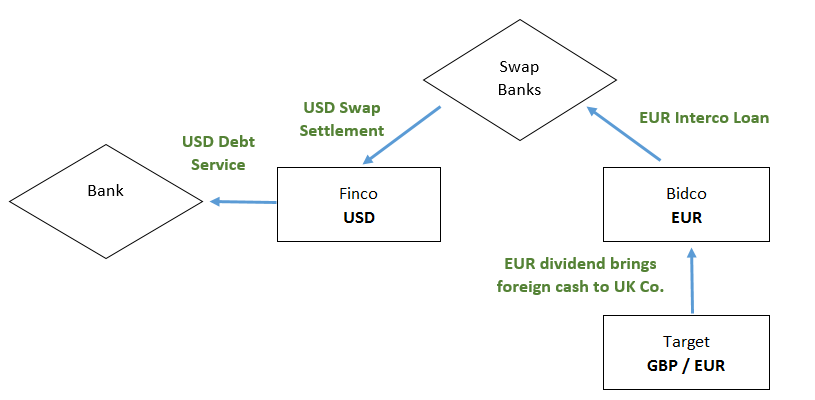 Swap
Banks
USD Swap
Settlement
EUR Interco Loan
USD Debt
Service
Bank
Finco
USD
Bidco
EUR
EUR dividend brings
foreign cash to UK Co.
Target
GBP / EUR